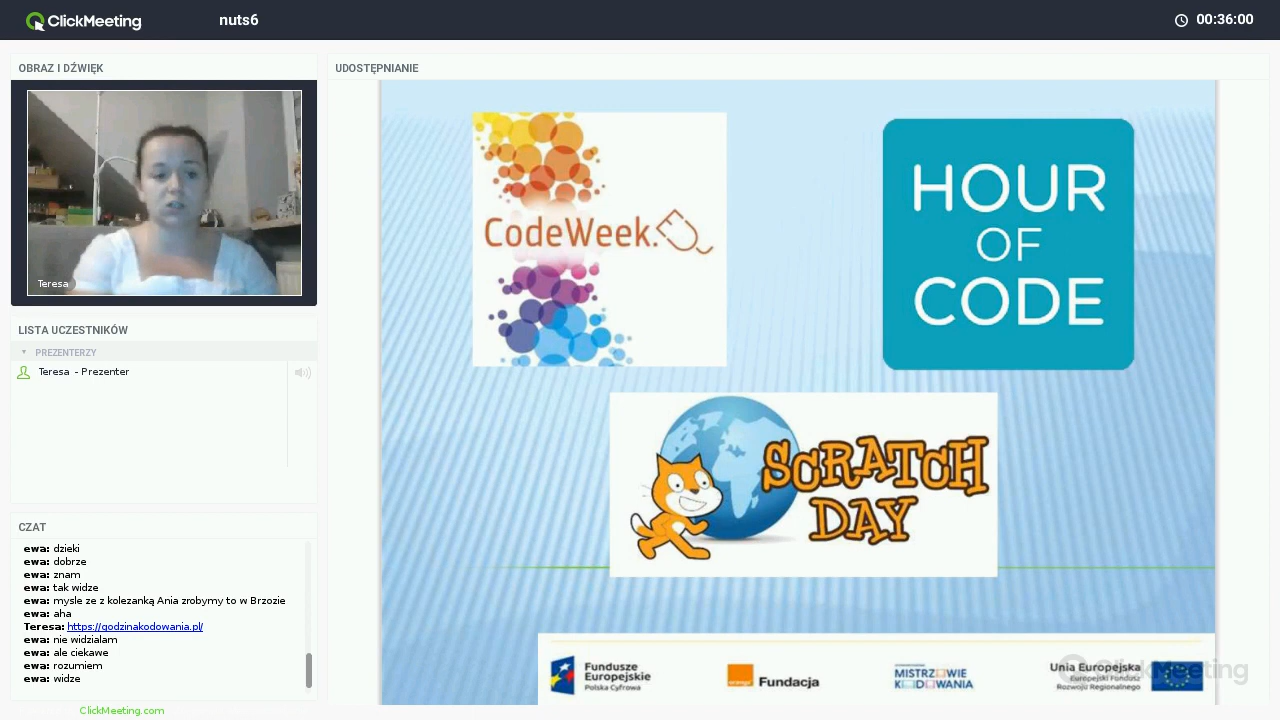 ClickMeeting
nuts6
00:36:00
OBRAZ I DŹWIĘK
UDOSTĘPNIANIE
Teresa
LISTA UCZESTNIKÓW
PREZENTERZY
Teresa - Prezenter
CZAT
ewa: dzieki
ewa: dobrze
ewa: znam
ewa: tak widze
ewa: mysle ze z kolezanką Ania zrobymy to w Brzozie
ewa: aha
Teresa: https://godzinakodowania.pl/
ewa: nie widzialam
ewa: ale ciekawe
ewa: rozumiem
ewa: widze
ClickMeeting.com
CodeWeek.
HOUR
OF
CODE
SCRATCH
DAY
Fundusze
Europejskie
Polska Cyfrowa
orange
Fundacja
MISTRZOWIE
KODOWANIA
Unia Europejska
Europejski Fundusz
Rozwoju Regionalnego
ClickMeeting